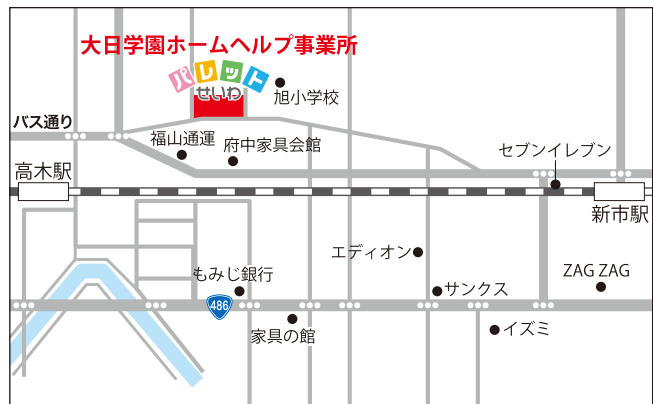 大日学園ホームヘルプ事業所
パレット
せいわ
旭小学校
バス通り
福山通運
府中家具会館
セブンイレブン
高木駅
新市駅
エディオン
もみじ銀行
ZAG ZAG
サンクス
486
家具の館
イズミ